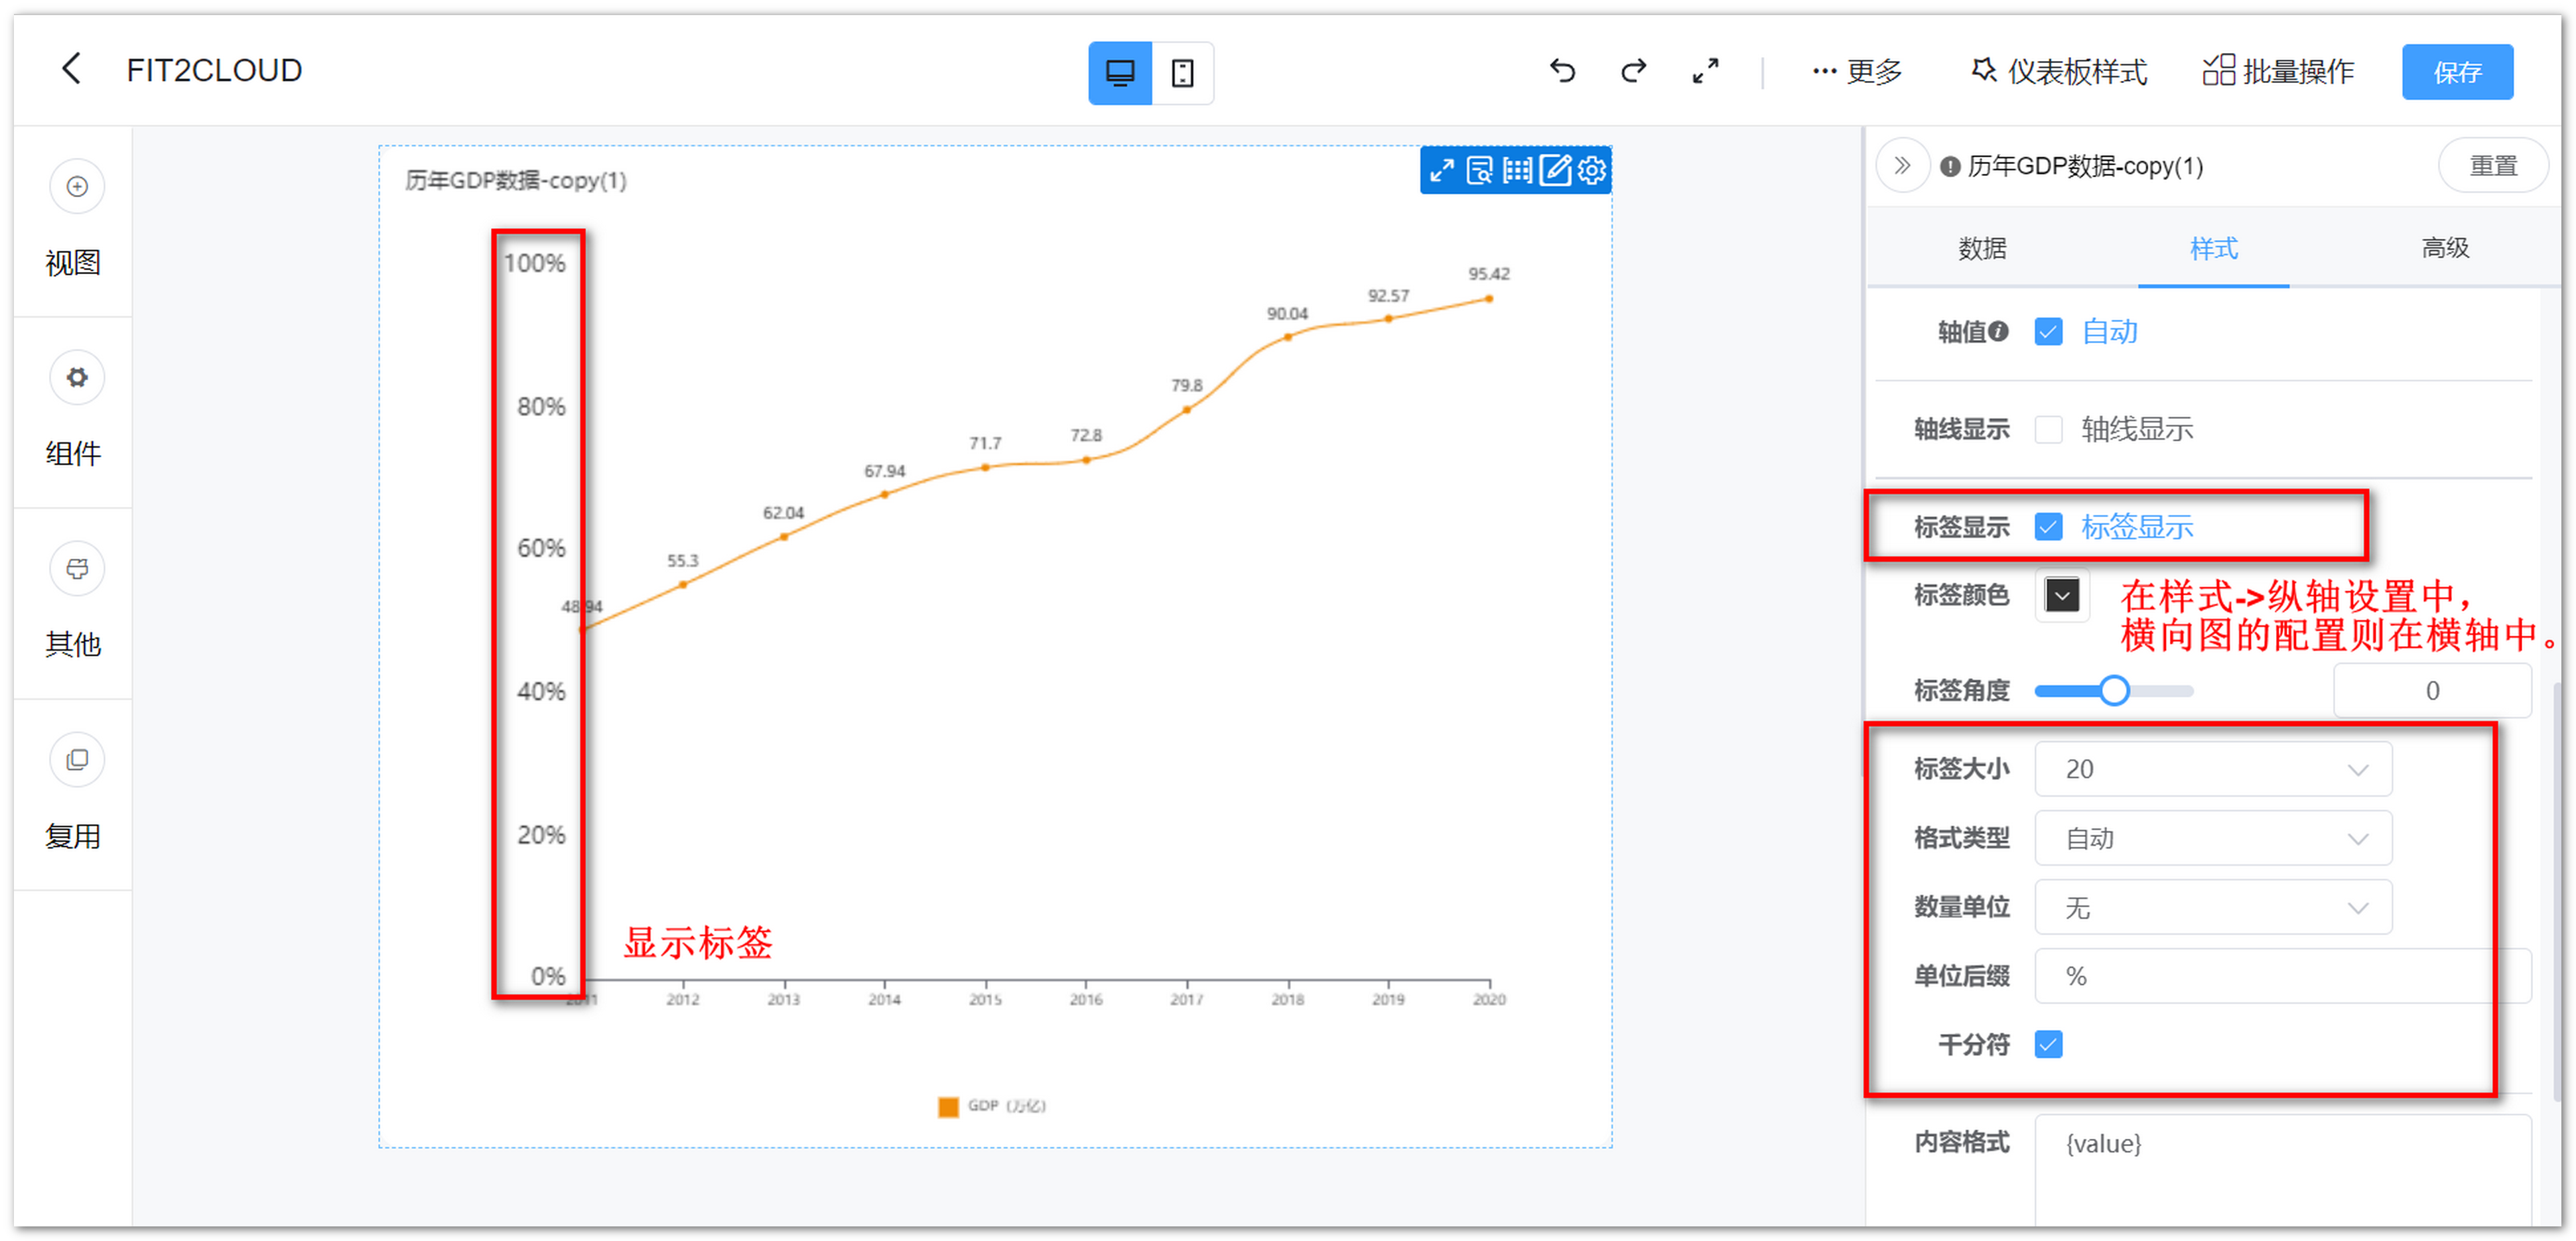 FIT2CLOUD
更多
仪表板样式
批量操作
保存
视图
组件
其他
复用
历年GDP数据-copy(1)
100%
80%
60%
40%
20%
0%
48.94
55.3
62.04
67.94
71.7
72.8
79.8
90.04
92.57
95.42
显示标签
2011
2012
2013
2014
2015
2016
2017
2018
2019
2020
GDP（万亿）
历年GDP数据-copy(1)
重置
数据
样式
高级
轴值 自动
轴线显示 轴线显示
标签显示 标签显示
标签颜色
在样式->纵轴设置中，
横向图的配置则在横轴中。
标签角度 0
标签大小 20
格式类型 自动
数量单位 无
单位后缀 %
千分符
内容格式 {value}